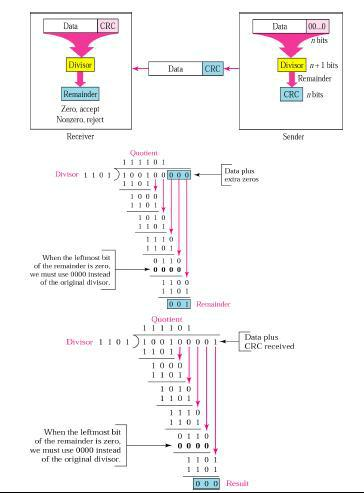 Data CRC
Divisor
Remainder
Zero, accept
Nonzero, reject
Receiver
Data CRC
Data 00...0
n bits
Divisor n + 1 bits
Remainder
CRC n bits
Sender
Quotient
1 1 1 1 0 1
Divisor 1 1 0 1 ) 1 0 0 1 0 0 0 0 0
Data plus
extra zeros
1 1 0 1
1 0 0 0
1 1 0 1
1 0 1 0
1 1 0 1
1 1 1 0
1 1 0 1
When the leftmost bit
of the remainder is zero,
we must use 0000 instead
of the original divisor.
0 1 1 0
0 0 0 0
1 1 0 0
1 1 0 1
0 0 1 Remainder
Quotient
1 1 1 1 0 1
Divisor 1 1 0 1 ) 1 0 0 1 0 0 0 0 1
Data plus
CRC received
1 1 0 1
1 0 0 0
1 1 0 1
1 0 1 0
1 1 0 1
1 1 1 0
1 1 0 1
When the leftmost bit
of the remainder is zero,
we must use 0000 instead
of the original divisor.
0 1 1 0
0 0 0 0
1 1 0 1
1 1 0 1
0 0 0 Result